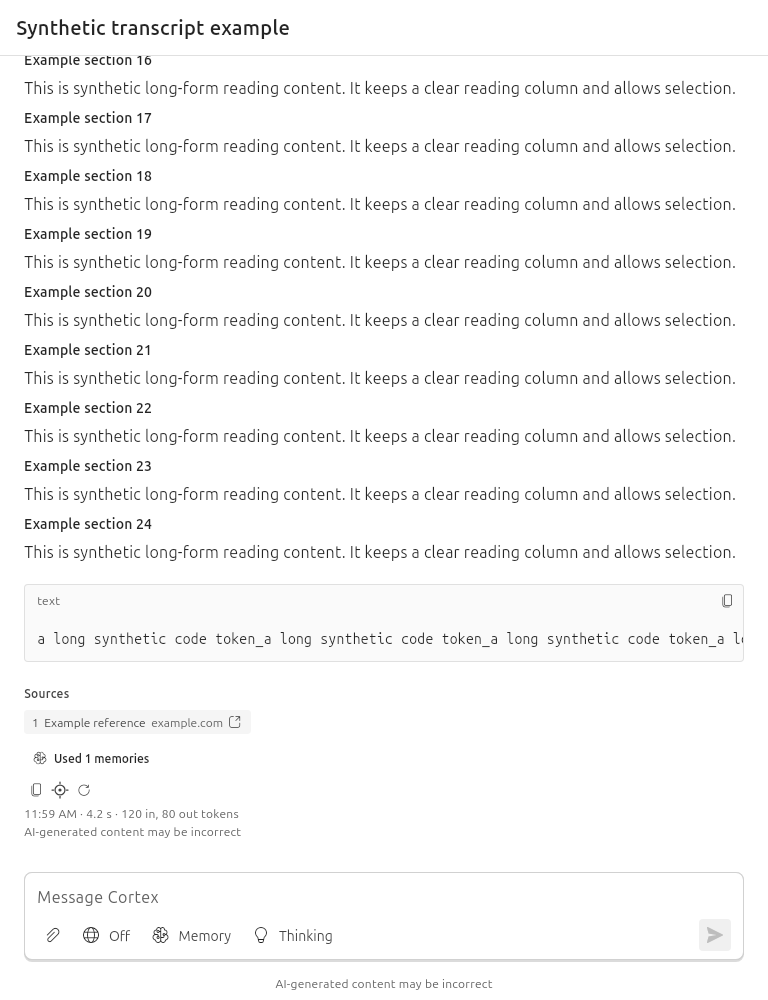 Synthetic transcript example
Example section 16
This is synthetic long-form reading content. It keeps a clear reading column and allows selection.
Example section 17
This is synthetic long-form reading content. It keeps a clear reading column and allows selection.
Example section 18
This is synthetic long-form reading content. It keeps a clear reading column and allows selection.
Example section 19
This is synthetic long-form reading content. It keeps a clear reading column and allows selection.
Example section 20
This is synthetic long-form reading content. It keeps a clear reading column and allows selection.
Example section 21
This is synthetic long-form reading content. It keeps a clear reading column and allows selection.
Example section 22
This is synthetic long-form reading content. It keeps a clear reading column and allows selection.
Example section 23
This is synthetic long-form reading content. It keeps a clear reading column and allows selection.
Example section 24
This is synthetic long-form reading content. It keeps a clear reading column and allows selection.
text
a long synthetic code token_a long synthetic code token_a long synthetic code token_a
Sources
1 Example reference example.com
Used 1 memories
11:59 AM · 4.2 s · 120 in, 80 out tokens
AI-generated content may be incorrect
Message Cortex
Off Memory Thinking
AI-generated content may be incorrect